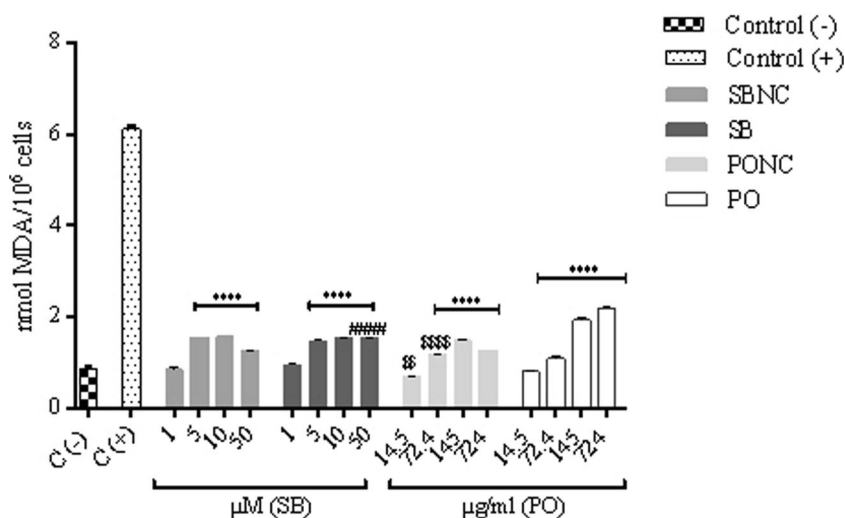 nmol MDA/10⁶ cells
8
6
4
2
0
♦♦♦♦
♦♦♦♦
#####
♦♦♦♦
$$
$$$$
♦♦♦♦
C (-)
C (+)
1
5
10
50
1
5
10
50
14.5
72.4
145
724
14.5
72.4
145
724
µM (SB)
µg/ml (PO)
Control (-)
Control (+)
SBNC
SB
PONC
PO